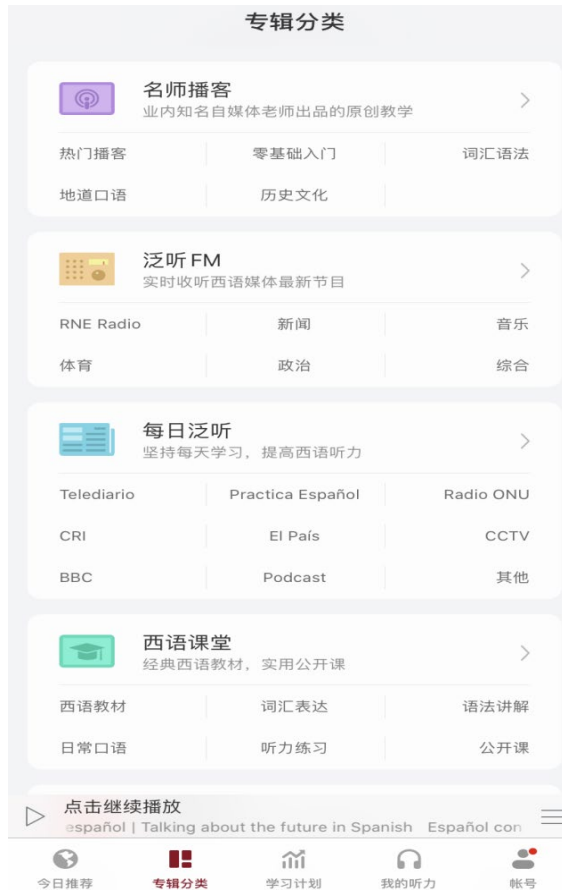 专辑分类
名师播客
业内知名自媒体老师出品的原创教学
热门播客 零基础入门 词汇语法
地道口语 历史文化
泛听 FM
实时收听西语媒体最新节目
RNE Radio 新闻 音乐
体育 政治 综合
每日泛听
坚持每天学习，提高西语听力
Telediario Practica Español Radio ONU
CRI El País CCTV
BBC Podcast 其他
西语课堂
经典西语教材，实用公开课
西语教材 词汇表达 语法讲解
日常口语 听力练习 公开课
点击继续播放
español | Talking about the future in Spanish Español con
今日推荐 专辑分类 学习计划 我的听力 帐号